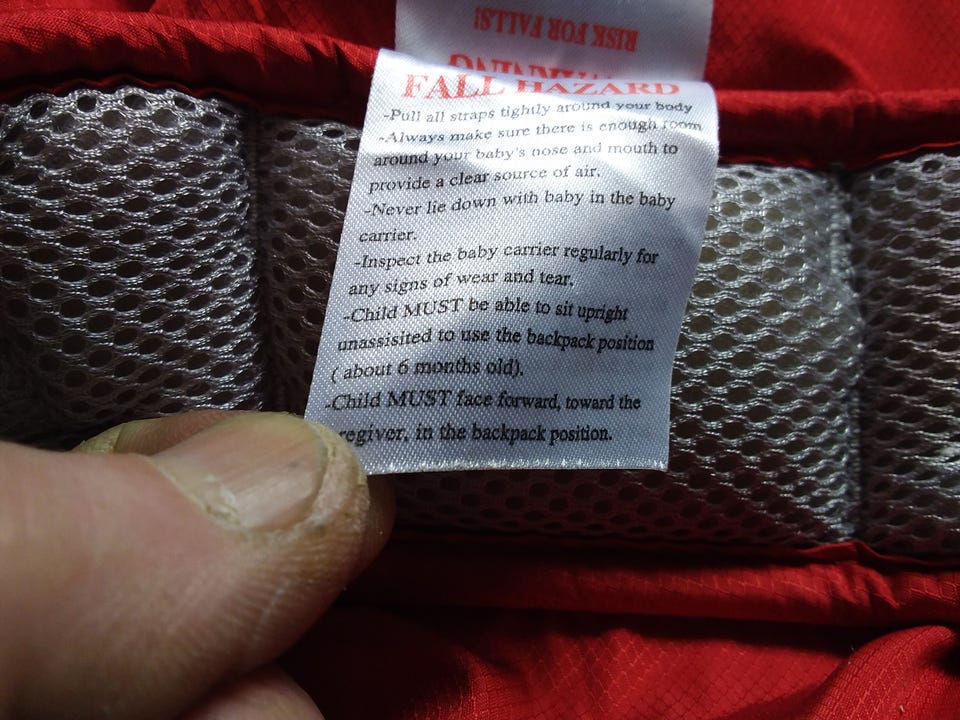 RISK FOR FALLS!
WARNING
FALL HAZARD
-Pull all straps tightly around your body
-Always make sure there is enough room
around your baby's nose and mouth to
provide a clear source of air.
-Never lie down with baby in the baby
carrier.
-Inspect the baby carrier regularly for
any signs of wear and tear.
-Child MUST be able to sit upright
unassisited to use the backpack position
( about 6 months old).
-Child MUST face forward, toward the
regiver, in the backpack position.